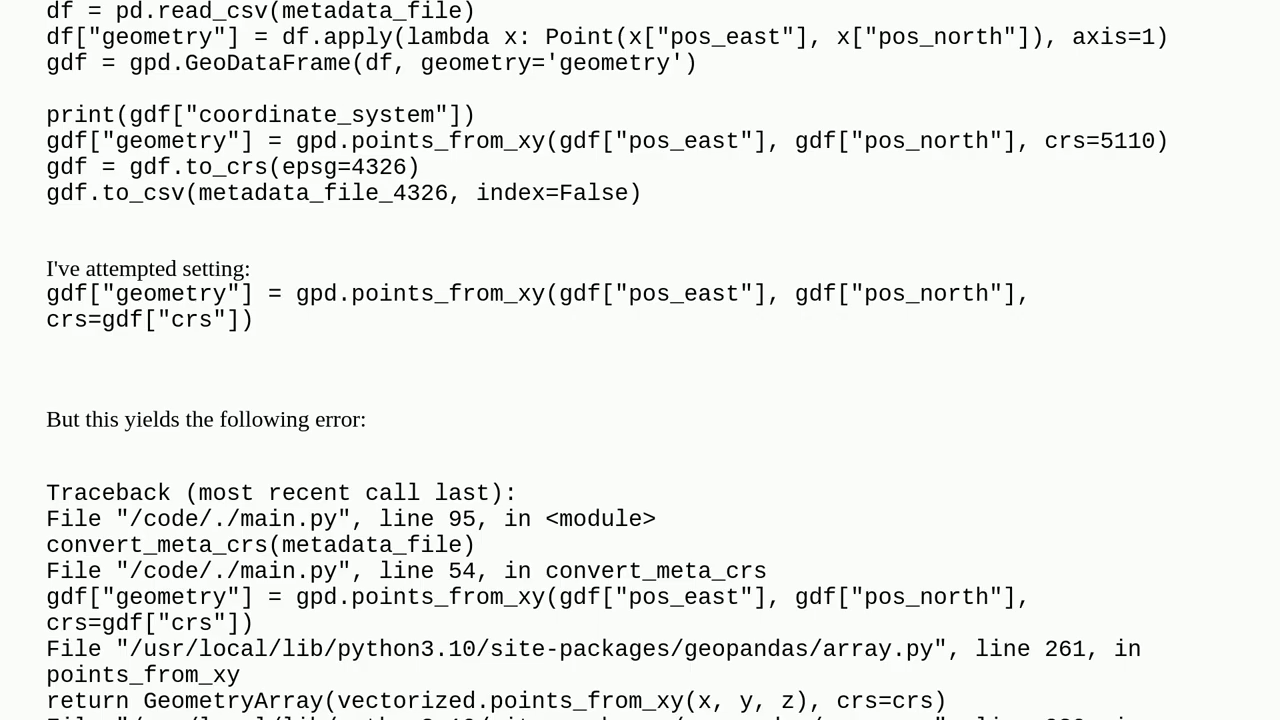 df = pd.read_csv(metadata_file)
df["geometry"] = df.apply(lambda x: Point(x["pos_east"], x["pos_north"]), axis=1)
gdf = gpd.GeoDataFrame(df, geometry='geometry')
print(gdf["coordinate_system"])
gdf["geometry"] = gpd.points_from_xy(gdf["pos_east"], gdf["pos_north"], crs=5110)
gdf = gdf.to_crs(epsg=4326)
gdf.to_csv(metadata_file_4326, index=False)
I've attempted setting:
gdf["geometry"] = gpd.points_from_xy(gdf["pos_east"], gdf["pos_north"],
crs=gdf["crs"])
But this yields the following error:
Traceback (most recent call last):
File "/code/./main.py", line 95, in <module>
convert_meta_crs(metadata_file)
File "/code/./main.py", line 54, in convert_meta_crs
gdf["geometry"] = gpd.points_from_xy(gdf["pos_east"], gdf["pos_north"],
crs=gdf["crs"])
File "/usr/local/lib/python3.10/site-packages/geopandas/array.py", line 261, in
points_from_xy
return GeometryArray(vectorized.points_from_xy(x, y, z), crs=crs)